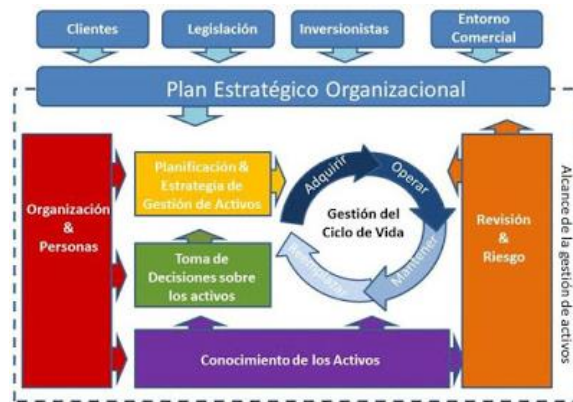 Clientes
Legislación
Inversionistas
Entorno
Comercial
Plan Estratégico Organizacional
Organización
&
Personas
Planificación &
Estrategia de
Gestión de Activos
Toma de
Decisiones sobre
los activos
Adquirir
Operar
Mantener
Reemplazar
Gestión del
Ciclo de Vida
Revisión
&
Riesgo
Conocimiento de los Activos
Alcance de la gestión de activos